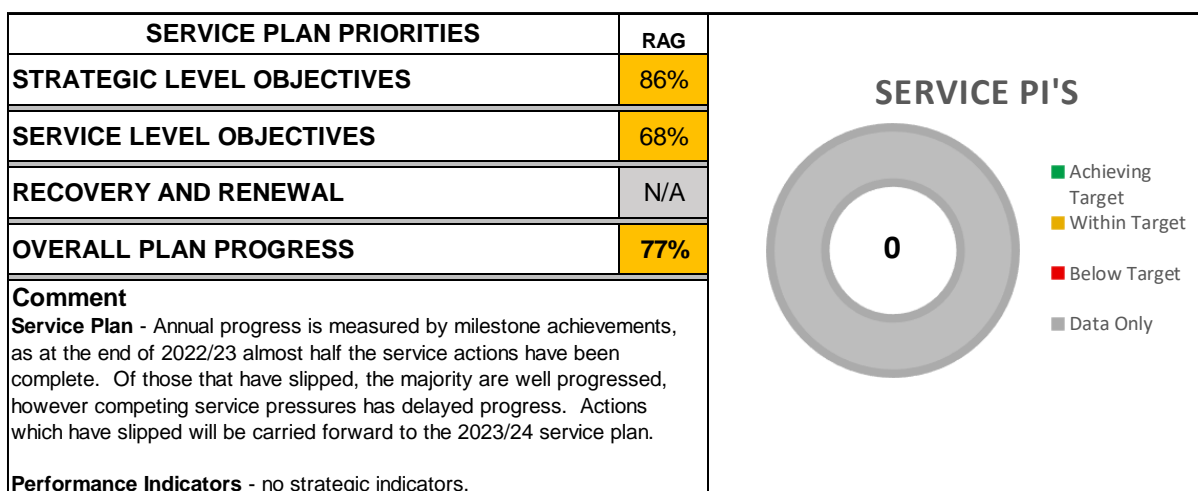 SERVICE PLAN PRIORITIES RAG
STRATEGIC LEVEL OBJECTIVES 86%
SERVICE LEVEL OBJECTIVES 68%
RECOVERY AND RENEWAL N/A
OVERALL PLAN PROGRESS 77%
Comment
Service Plan - Annual progress is measured by milestone achievements,
as at the end of 2022/23 almost half the service actions have been
complete. Of those that have slipped, the majority are well progressed,
however competing service pressures has delayed progress. Actions
which have slipped will be carried forward to the 2023/24 service plan.
Performance Indicators - no strategic indicators.
SERVICE PI'S
0
Achieving
Target
Within Target
Below Target
Data Only